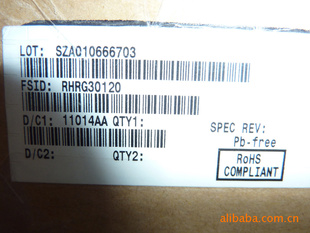 LOT: SZA010666703
FSID: RHRG30120
D/C1: 11014AA QTY1:
SPEC REV:
Pb-free
D/C2: QTY2:
RoHS
COMPLIANT
alibaba.com.cn